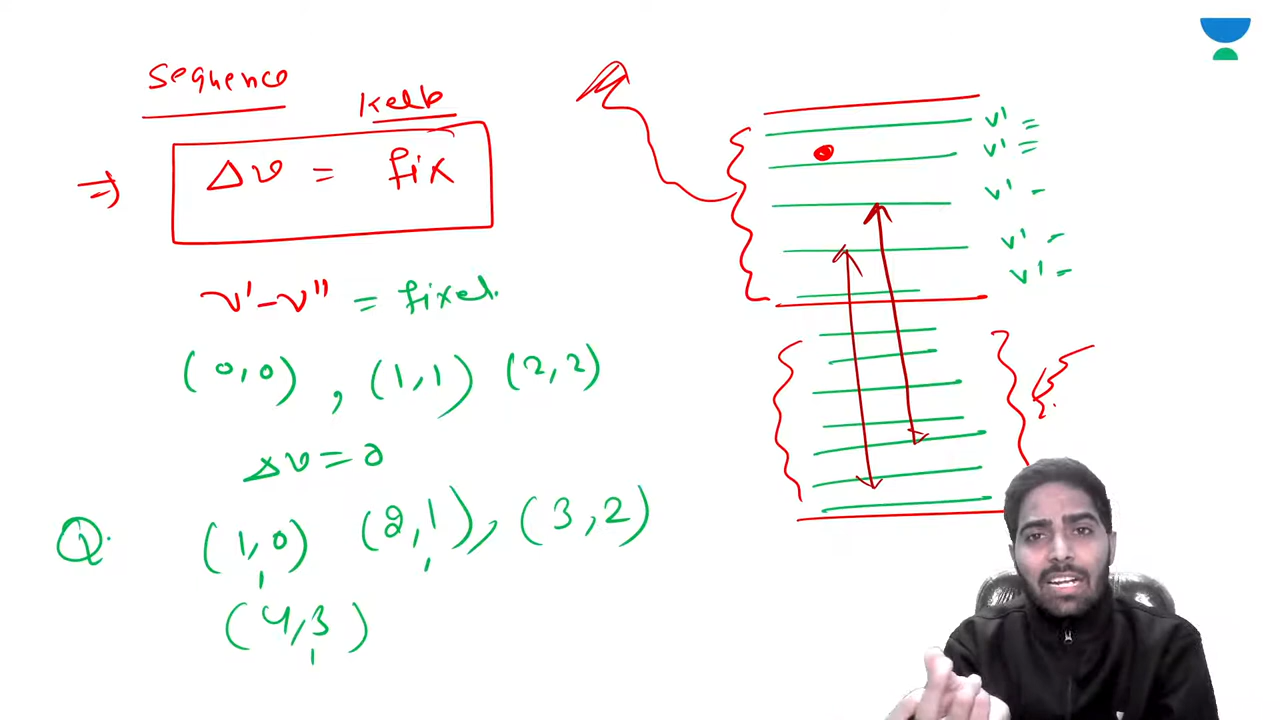 Sequence
⇒ Δv = fix
v'-v" = fixed.
(0,0), (1,1) (2,2)
Δv=0
Q. (1,0) (2,1), (3,2)
(4,3)
v' =
v' =
v' -
v' -
v' =